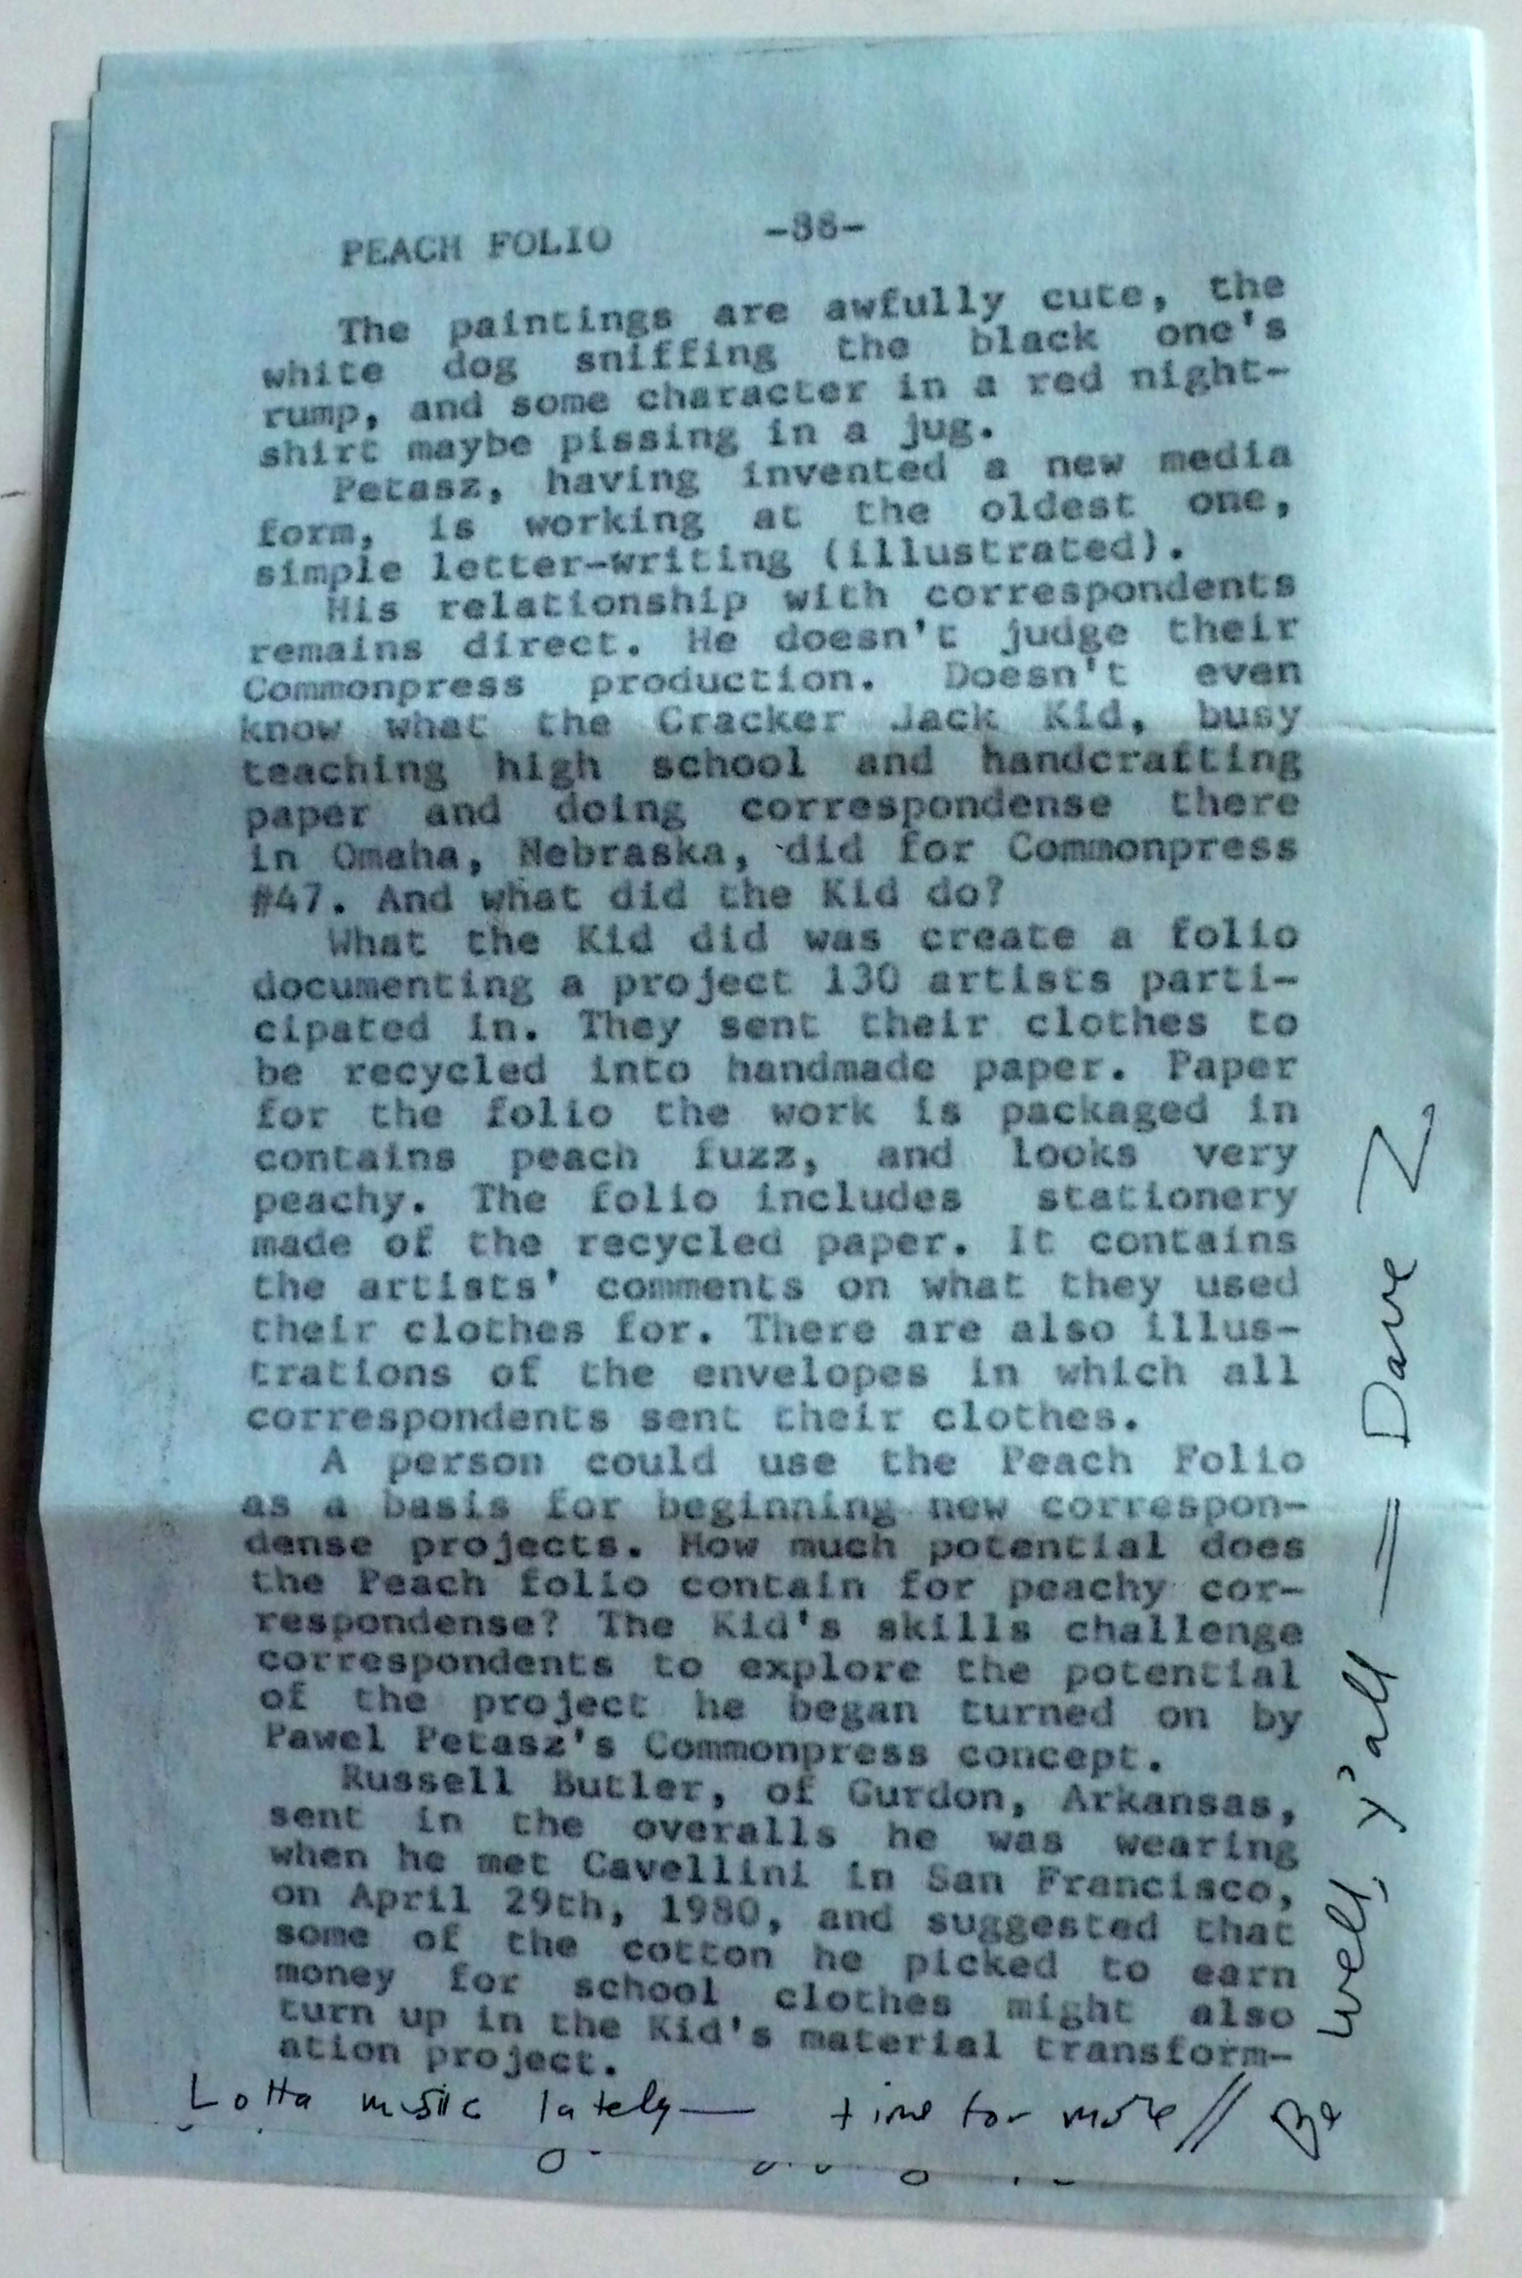 PEACH FOLIO -38-
The paintings are awfully cute, the
white dog sniffing the black one's
rump, and some character in a red night-
shirt maybe pissing in a jug.
Petasz, having invented a new media
form, is working at the oldest one,
simple letter-writing (illustrated).
His relationship with correspondents
remains direct. He doesn't judge their
Commonpress production. Doesn't even
know what the Cracker Jack Kid, busy
teaching high school and handcrafting
paper and doing correspondense there
in Omaha, Nebraska, did for Commonpress
#47. And what did the Kid do?
What the Kid did was create a folio
documenting a project 130 artists parti-
cipated in. They sent their clothes to
be recycled into handmade paper. Paper
for the folio the work is packaged in
contains peach fuzz, and looks very
peachy. The folio includes stationery
made of the recycled paper. It contains
the artists' comments on what they used
their clothes for. There are also illus-
trations of the envelopes in which all
correspondents sent their clothes.
A person could use the Peach Folio
as a basis for beginning new correspon-
dense projects. How much potential does
the Peach folio contain for peachy cor-
respondense? The Kid's skills challenge
correspondents to explore the potential
of the project he began turned on by
Pawel Petasz's Commonpress concept.
Russell Butler, of Gurdon, Arkansas,
sent in the overalls he was wearing
when he met Cavellini in San Francisco,
on April 29th, 1980, and suggested that
some of the cotton he picked to earn
money for school clothes might also
turn up in the Kid's material transform-
ation project.
Lotta music lately— time for more // Be
well, y'all = Dave Z